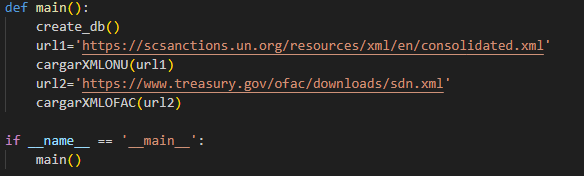 def main():
    create_db()
    url1='https://scsanctions.un.org/resources/xml/en/consolidated.xml'
    cargarXMLONU(url1)
    url2='https://www.treasury.gov/ofac/downloads/sdn.xml'
    cargarXMLOFAC(url2)

if __name__ == '__main__':
    main()